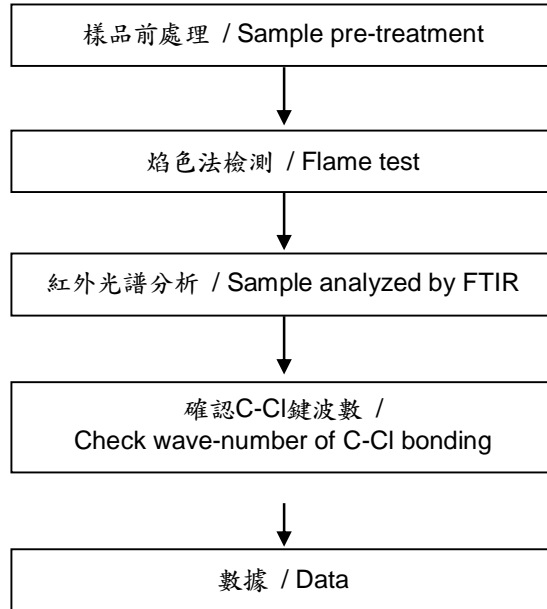 樣品前處理 / Sample pre-treatment
焰色法檢測 / Flame test
紅外光譜分析 / Sample analyzed by FTIR
確認C-Cl鍵波數 /
Check wave-number of C-Cl bonding
數據 / Data